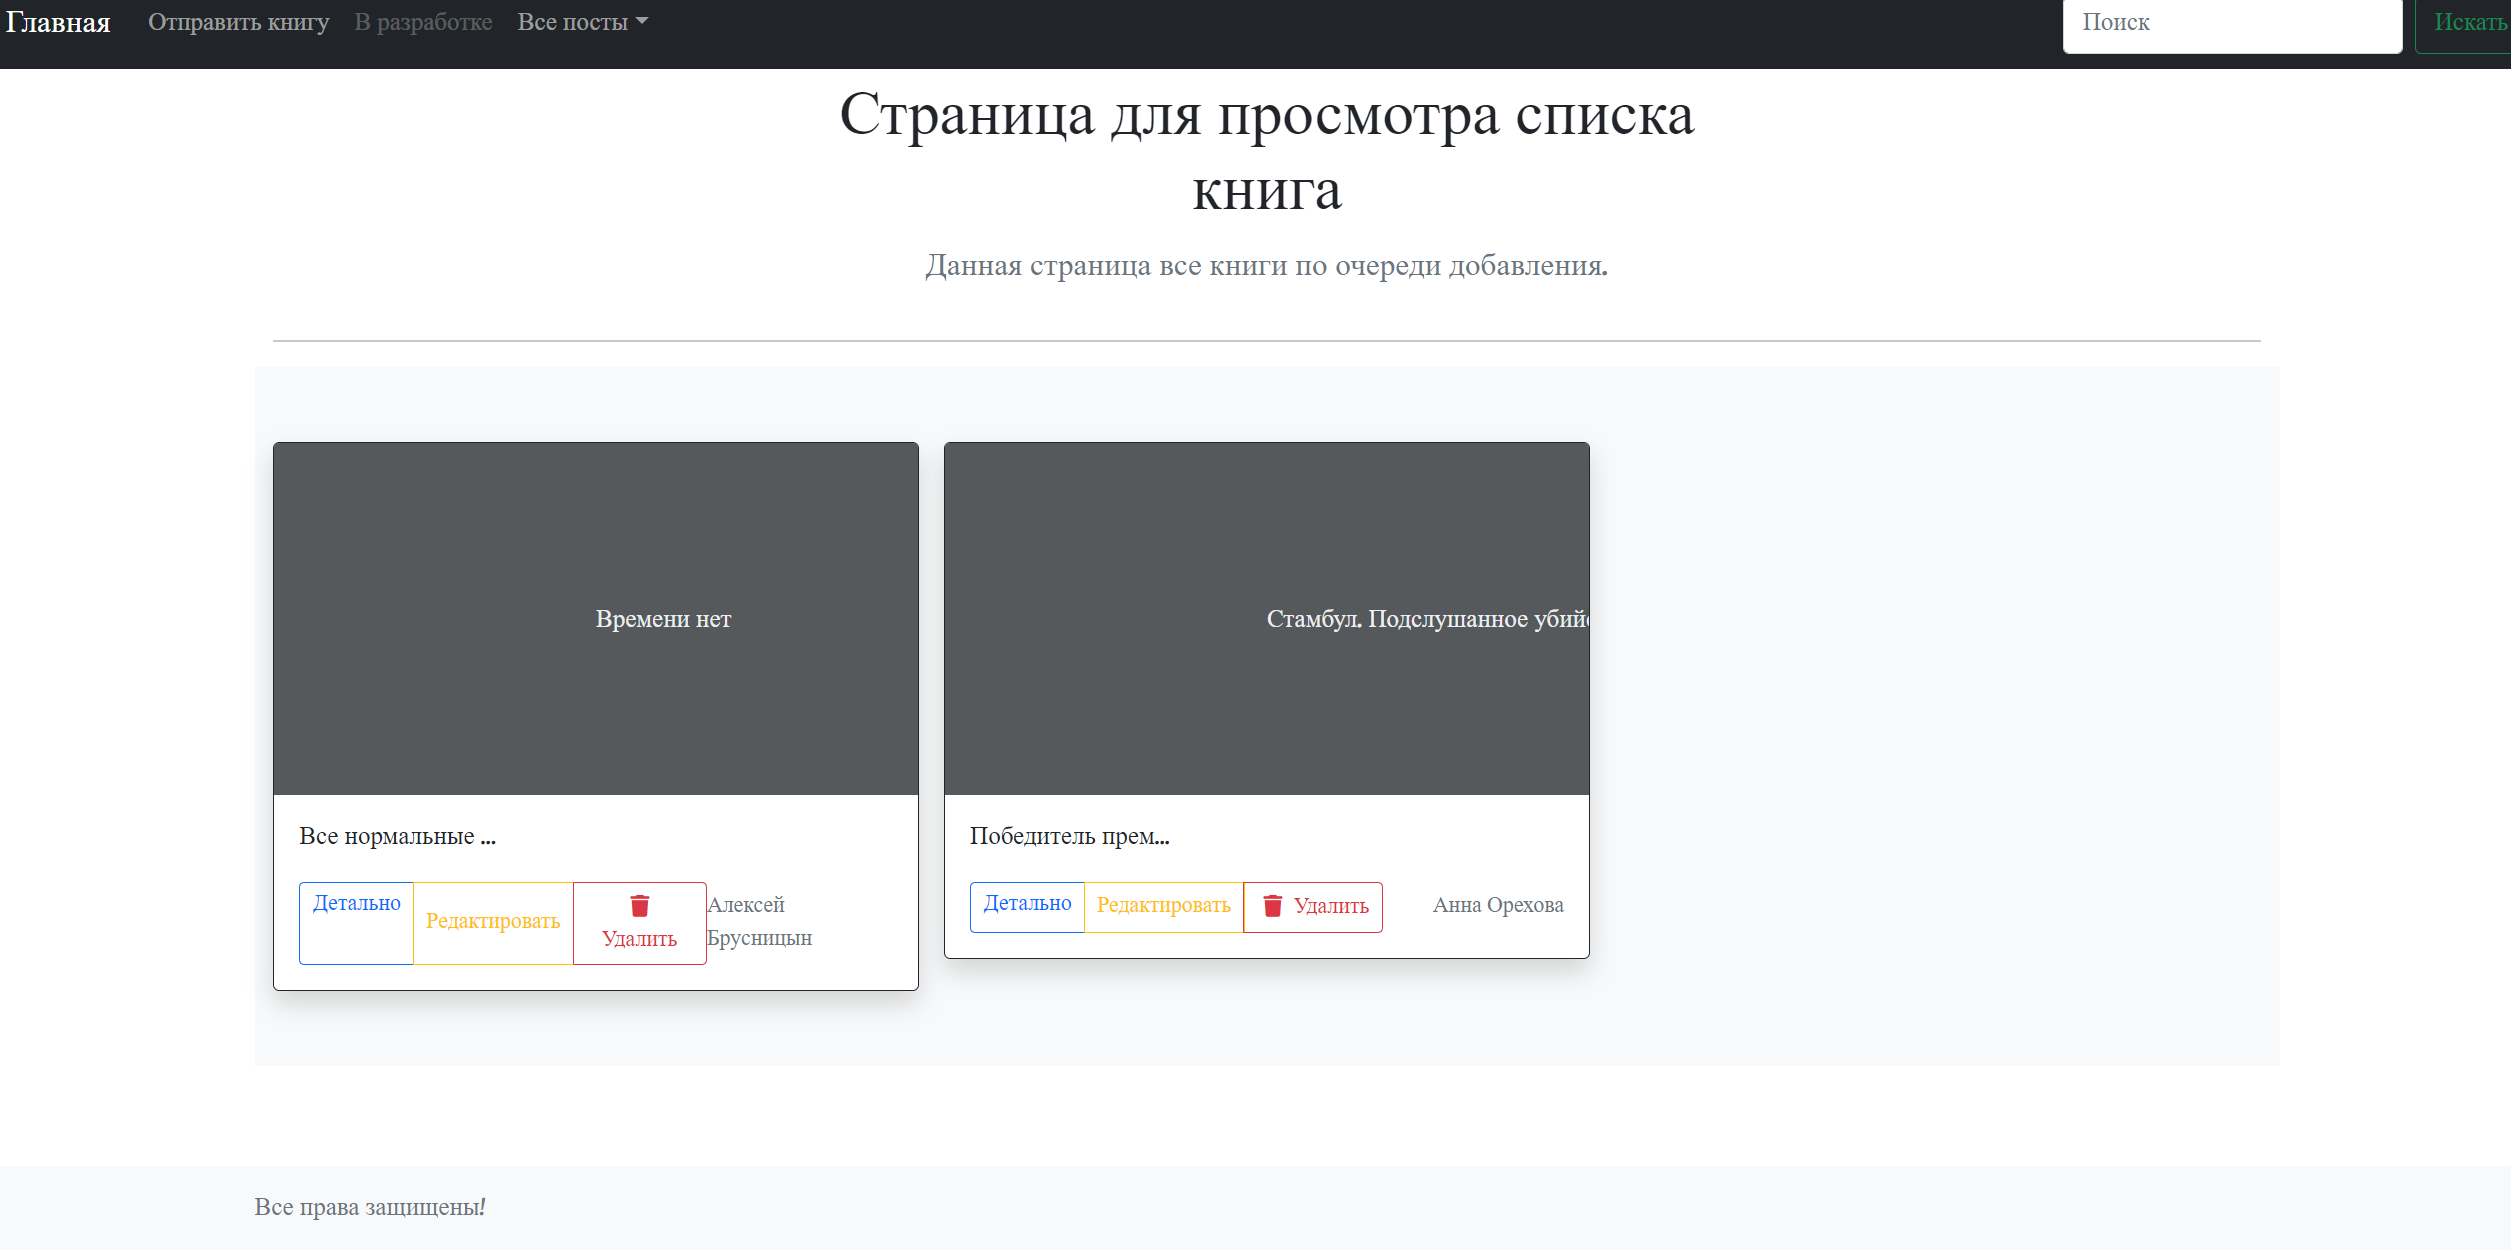 Главная Отправить книгу В разработке Все посты Поиск Искать
Страница для просмотра списка
книга
Данная страница все книги по очереди добавления.
Времени нет
Стамбул. Подслушанное
Все нормальные ...
Победитель прем...
Детально Редактировать Удалить Алексей Брусницын
Детально Редактировать Удалить Анна Орехова
Все права защищены!